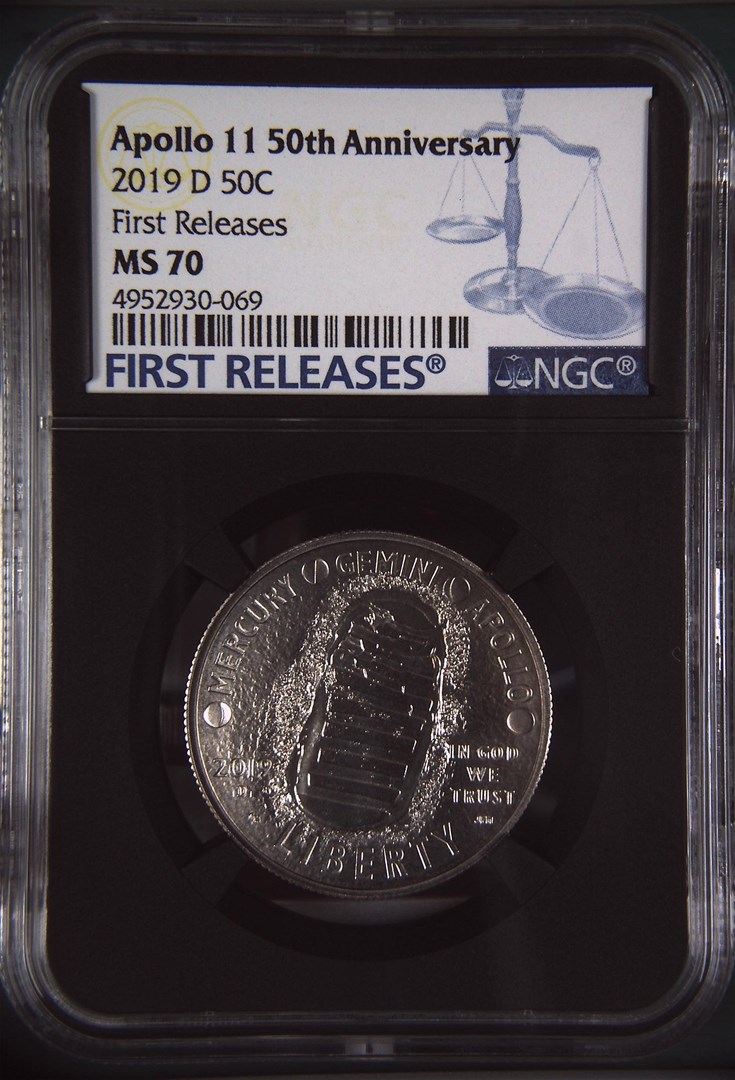 Apollo 11 50th Anniversary
2019 D 50C
First Releases
MS 70
4952930-069
FIRST RELEASES®
NGC®
MERCURY GEMINI APOLLO
2019
IN GOD
WE
TRUST
LIBERTY